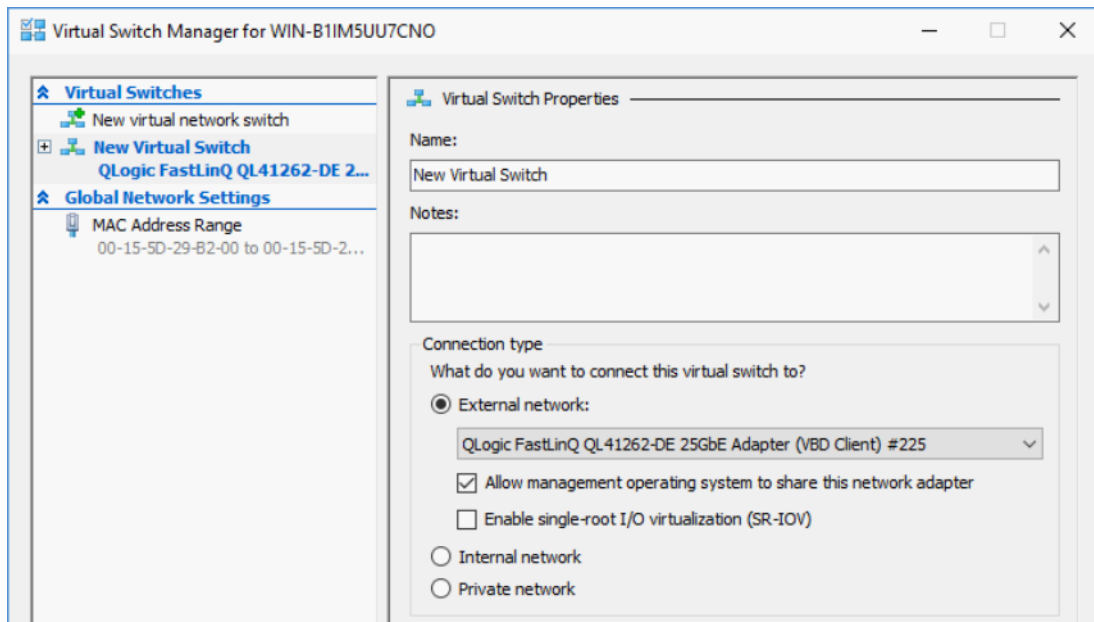 Virtual Switch Manager for WIN-B1IM5UU7CNO
Virtual Switches
New virtual network switch
New Virtual Switch
QLogic FastLinQ QL41262-DE 2...
Global Network Settings
MAC Address Range
00-15-5D-29-B2-00 to 00-15-5D-2...
Virtual Switch Properties
Name:
New Virtual Switch
Notes:
Connection type
What do you want to connect this virtual switch to?
External network:
QLogic FastLinQ QL41262-DE 25GbE Adapter (VBD Client) #225
Allow management operating system to share this network adapter
Enable single-root I/O virtualization (SR-IOV)
Internal network
Private network